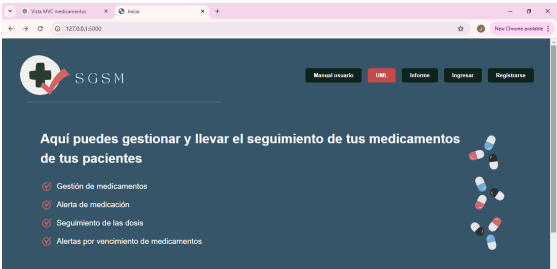 Vista MVC medicamentos
Inicio
127.0.0.1:5000
New Chrome available
SGSM
Manual usuario
UML
Informe
Ingresar
Registrarse
Aquí puedes gestionar y llevar el seguimiento de tus medicamentos
de tus pacientes
Gestión de medicamentos
Alerta de medicación
Seguimiento de las dosis
Alertas por vencimiento de medicamentos